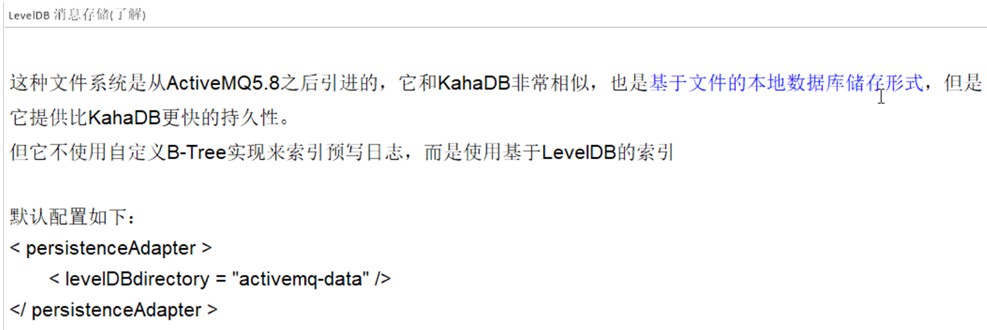 LevelDB 消息存储(了解)
这种文件系统是从ActiveMQ5.8之后引进的，它和KahaDB非常相似，也是基于文件的本地数据库储存形式，但是
它提供比KahaDB更快的持久性。
但它不使用自定义B-Tree实现来索引预写日志，而是使用基于LevelDB的索引
默认配置如下：
< persistenceAdapter >
< levelDBdirectory = "activemq-data" />
</ persistenceAdapter >